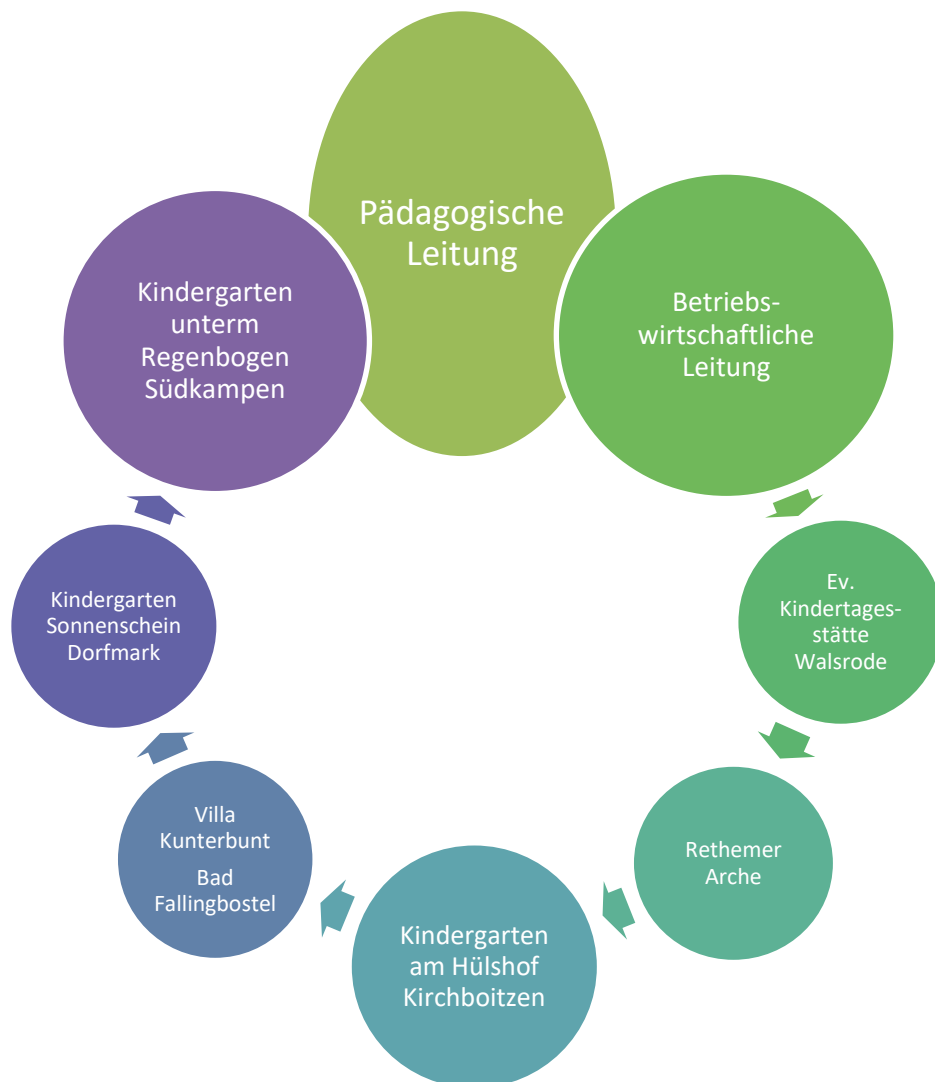 Pädagogische
Leitung
Betriebs-
wirtschaftliche
Leitung
Ev.
Kindertages-
stätte
Walsrode
Rethemer
Arche
Kindergarten
am Hülshof
Kirchboitzen
Villa
Kunterbunt
Bad
Fallingbostel
Kindergarten
Sonnenschein
Dorfmark
Kindergarten
unterm
Regenbogen
Südkampen